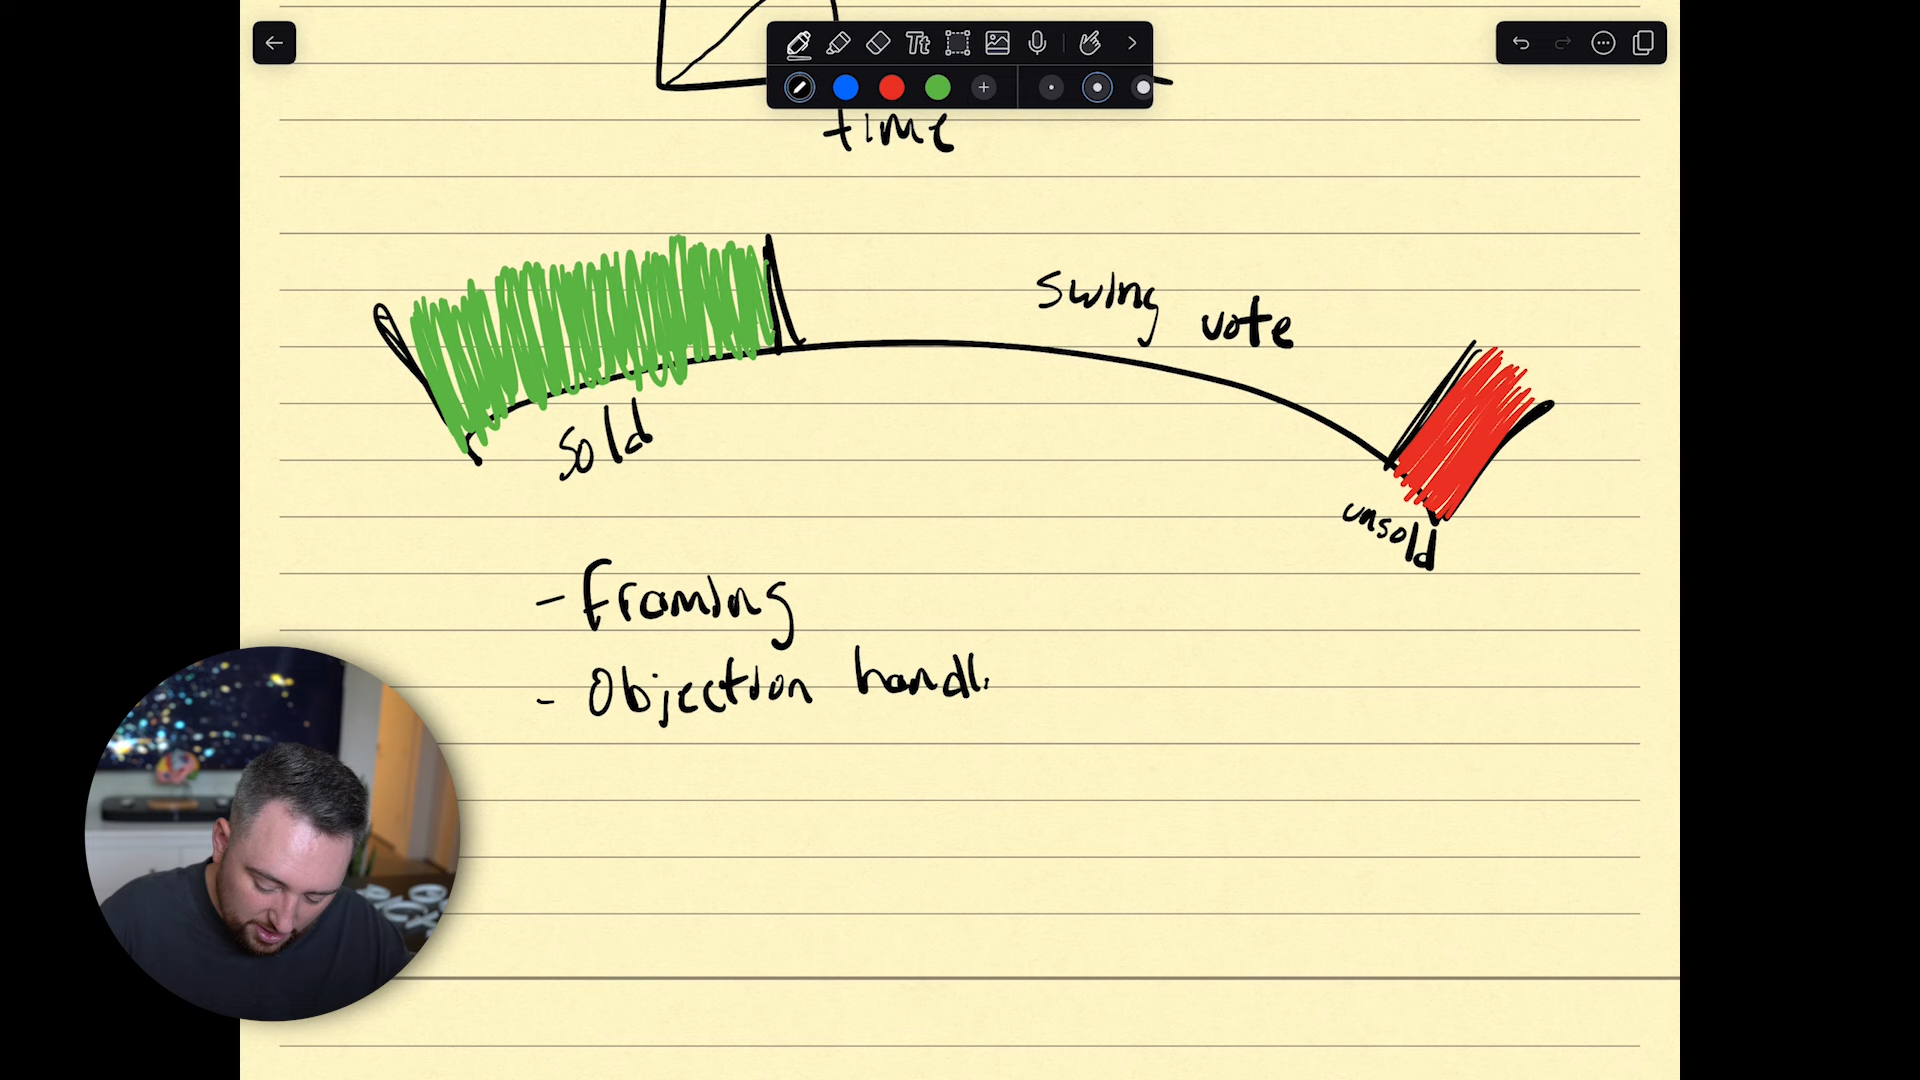 time
swing vote
sold
unsold
- Framing
- Objection handl